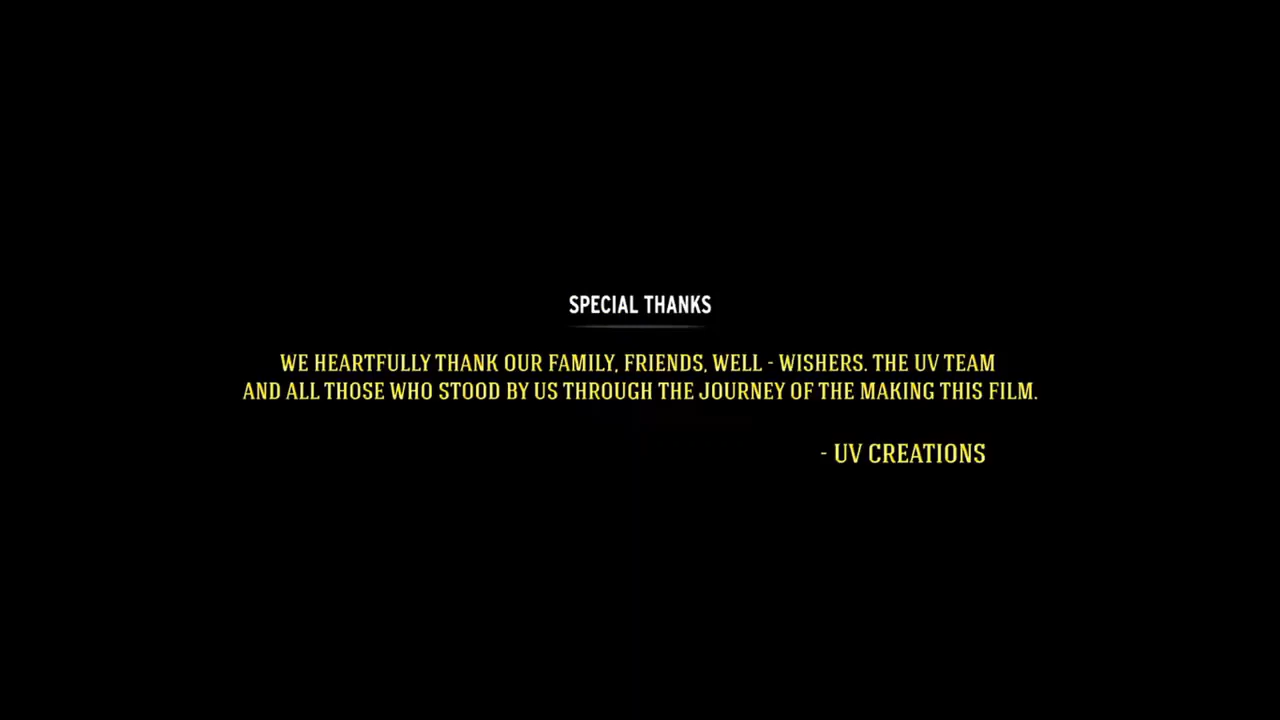 SPECIAL THANKS
WE HEARTFULLY THANK OUR FAMILY, FRIENDS, WELL - WISHERS. THE UV TEAM
AND ALL THOSE WHO STOOD BY US THROUGH THE JOURNEY OF THE MAKING THIS FILM.
- UV CREATIONS